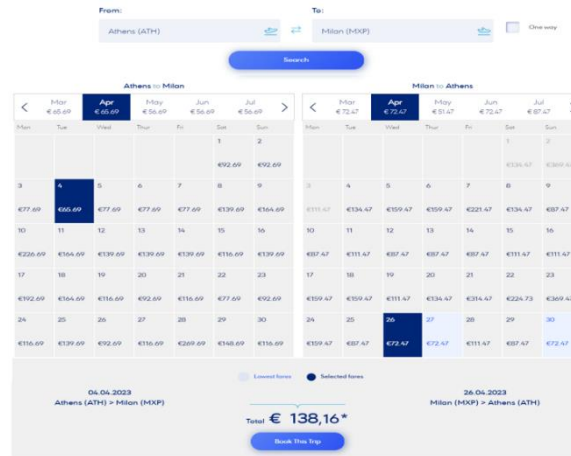 From: To:
Athens (ATH) Milan (MXP) One way
Search
Athens to Milan Milan to Athens
Mar Apr May Jun Jul Mar Apr May Jun Jul
€ 65.69 € 65.69 € 56.69 € 56.69 € 56.69 € 72.47 € 72.47 € 51.47 € 72.47 € 87.47
Mon Tue Wed Thur Fri Sat Sun Mon Tue Wed Thur Fri Sat Sun
1 2 1 2
€92.69 €92.69 €134.47
3 4 5 6 7 8 9 3 4 5 6 7 8 9
€77.69 €65.69 €77.69 €77.69 €77.69 €139.69 €164.69 €111.47 €134.47 €159.47 €159.47 €221.47 €134.47 €87.47
10 11 12 13 14 15 16 10 11 12 13 14 15 16
€226.69 €164.69 €139.69 €139.69 €139.69 €116.69 €139.69 €87.47 €111.47 €87.47 €87.47 €87.47 €111.47 €111.47
17 18 19 20 21 22 23 17 18 19 20 21 22 23
€192.69 €164.69 €116.69 €92.69 €116.69 €77.69 €92.69 €159.47 €159.47 €111.47 €134.47 €314.47 €224.73
24 25 26 27 28 29 30 24 25 26 27 28 29 30
€116.69 €139.69 €92.69 €116.69 €269.69 €148.69 €116.69 €159.47 €87.47 €72.47 €72.47 €111.47 €87.47 €72.47
Lowest fares Selected fares
04.04.2023 26.04.2023
Athens (ATH) > Milan (MXP) Milan (MXP) > Athens (ATH)
Total € 138,16*
Book This Trip